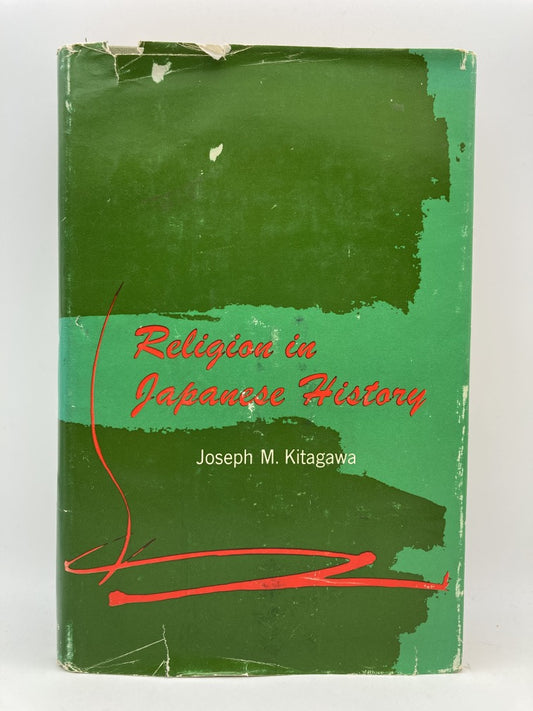 Religion in
Japanese History
Joseph M. Kitagawa